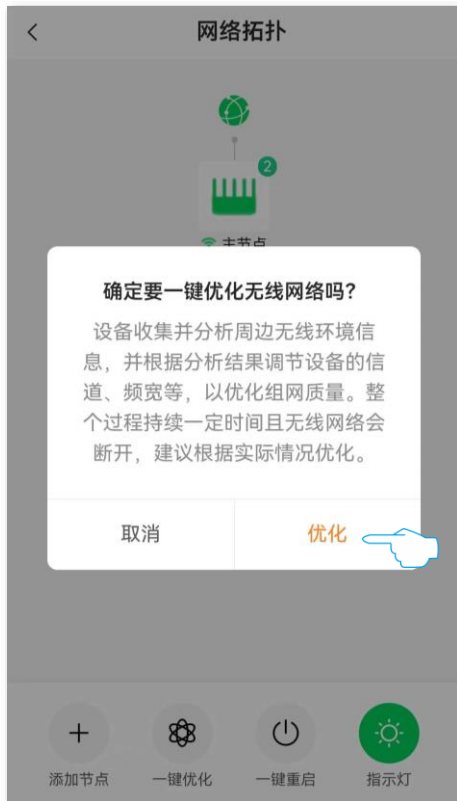 网络拓扑
2
主节点
确定要一键优化无线网络吗？
设备收集并分析周边无线环境信
息，并根据分析结果调节设备的信
道、频宽等，以优化组网质量。整
个过程持续一定时间且无线网络会
断开，建议根据实际情况优化。
取消 优化
添加节点 一键优化 一键重启 指示灯